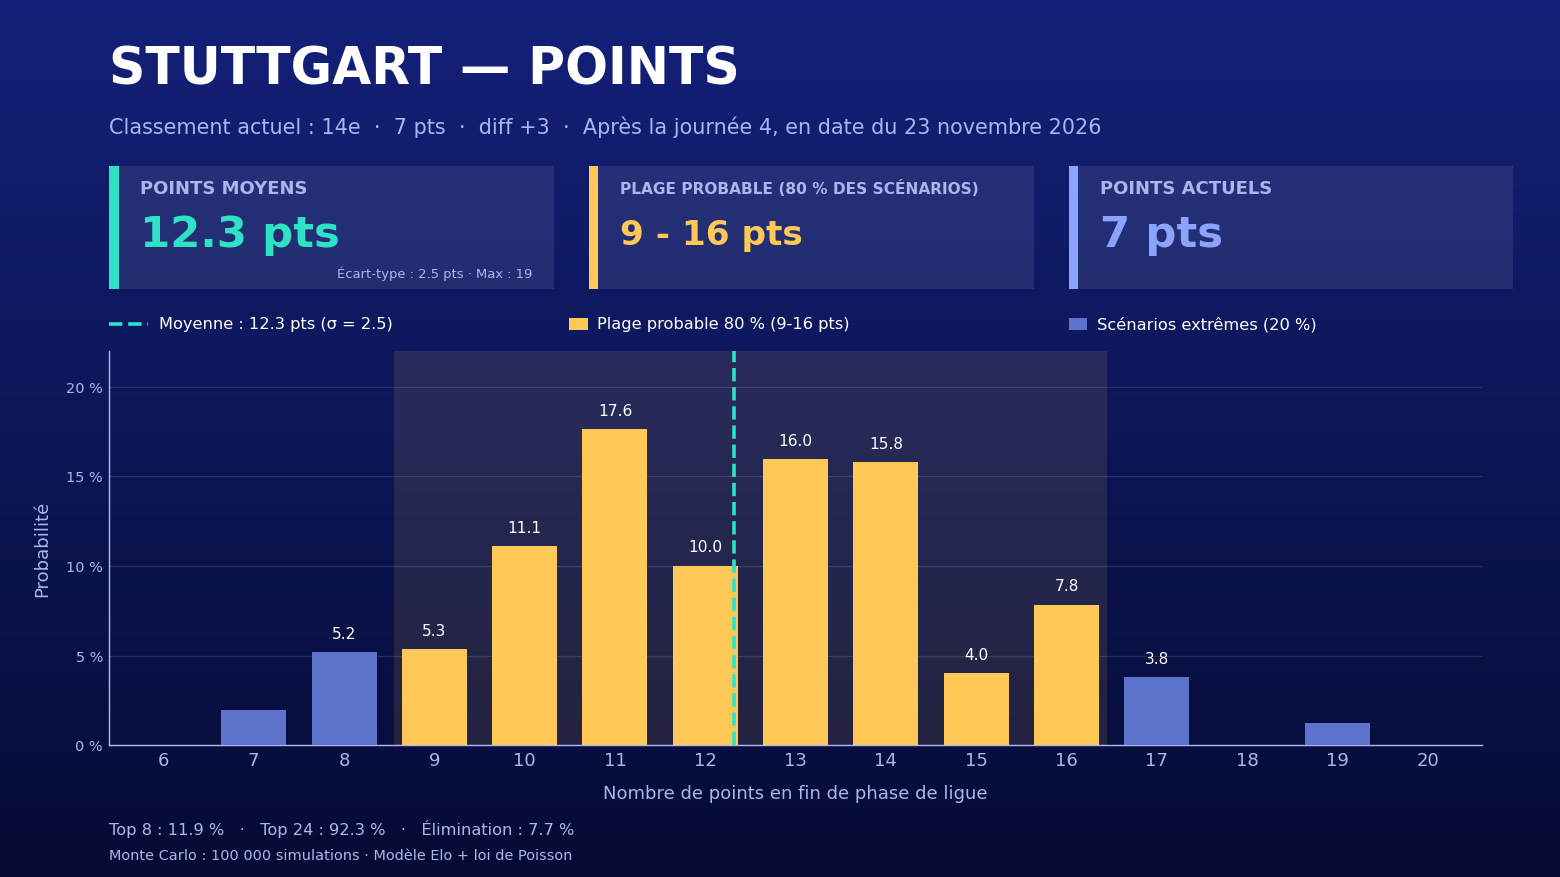 STUTTGART — POINTS
Classement actuel : 14e · 7 pts · diff +3 · Après la journée 4, en date du 23 novembre 2026
POINTS MOYENS
12.3 pts
Écart-type : 2.5 pts · Max : 19
PLAGE PROBABLE (80 % DES SCÉNARIOS)
9 - 16 pts
POINTS ACTUELS
7 pts
Moyenne : 12.3 pts (σ = 2.5)
Plage probable 80 % (9-16 pts)
Scénarios extrêmes (20 %)
Probabilité
20 %
15 %
10 %
5 %
0 %
5.2
5.3
11.1
17.6
10.0
16.0
15.8
4.0
7.8
3.8
6 7 8 9 10 11 12 13 14 15 16 17 18 19 20
Nombre de points en fin de phase de ligue
Top 8 : 11.9 % · Top 24 : 92.3 % · Élimination : 7.7 %
Monte Carlo : 100 000 simulations · Modèle Elo + loi de Poisson